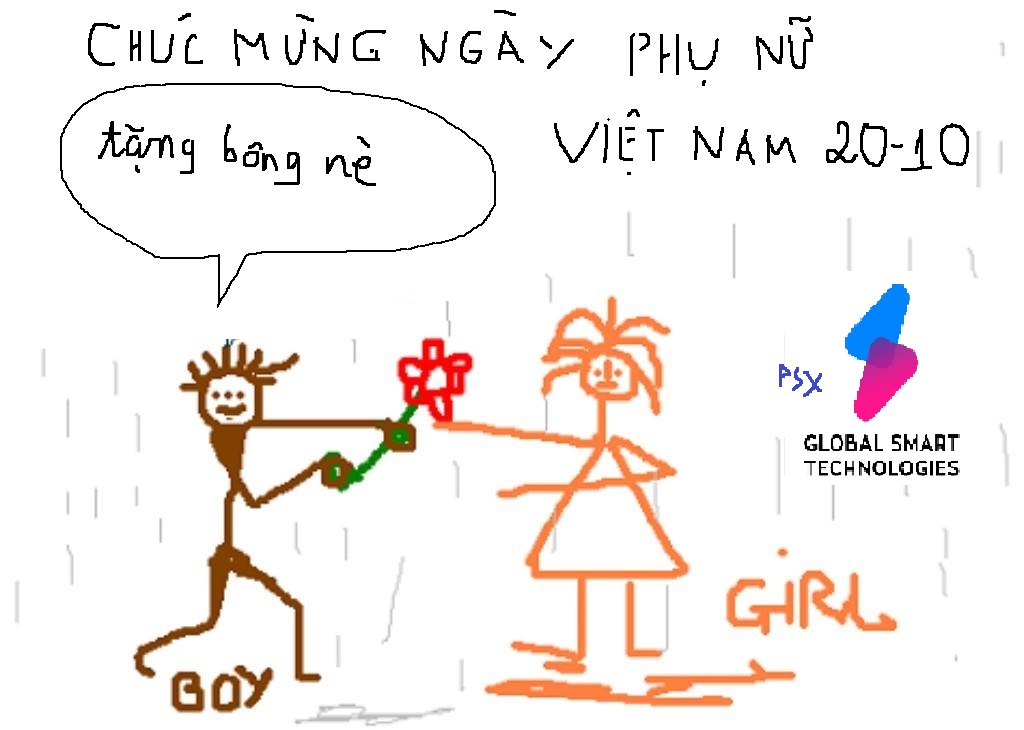 CHÚC MỪNG NGÀY PHỤ NỮ
VIỆT NAM 20-10
tặng bông nè
PSX
GLOBAL SMART
TECHNOLOGIES
GiRL
BOY